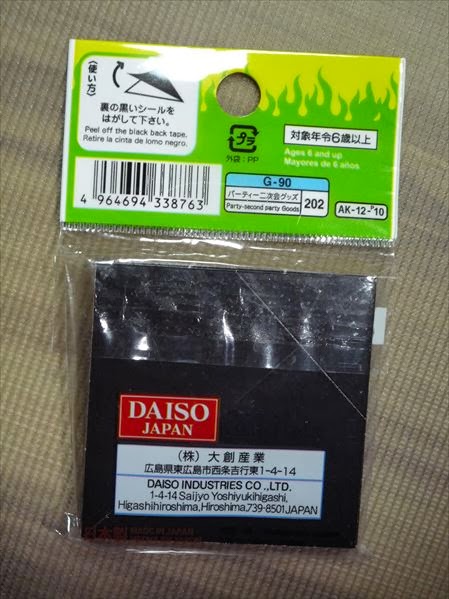 〈使い方〉
裏の黒いシールを
はがして下さい。
Peel off the black back tape.
Retire la cinta de lomo negro.
4 964694 338763
プラ
外袋：PP
対象年令6歳以上
Ages 6 and up
Mayores de 6 años
G-90
パーティー二次会グッズ
Party-second party Goods
202
AK-12-"10
DAISO
JAPAN
(株) 大創産業
広島県東広島市西条吉行東1-4-14
DAISO INDUSTRIES CO.,LTD.
1-4-14 Saijyo Yoshiyukihigashi,
Higashihiroshima,Hiroshima,739-8501JAPAN
日本製 MADE IN JAPAN